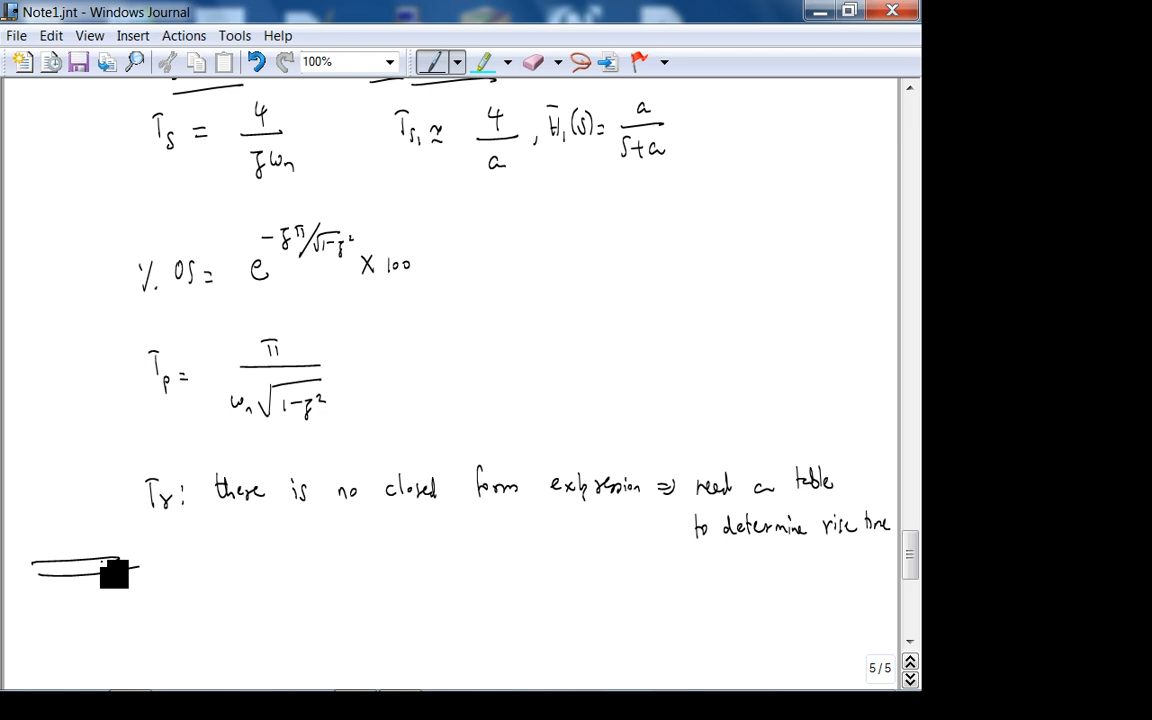 Note1.jnt - Windows Journal
File Edit View Insert Actions Tools Help
100%
Ts = 4 / ζωn    Ts1 ≈ 4 / a , H1(s) = a / s+a
% OS = e^(-ζπ/√1-ζ²) × 100
Tp = π / ωn√1-ζ²
Tr: there is no closed form expression ⇒ need a table
to determine rise time
5/5